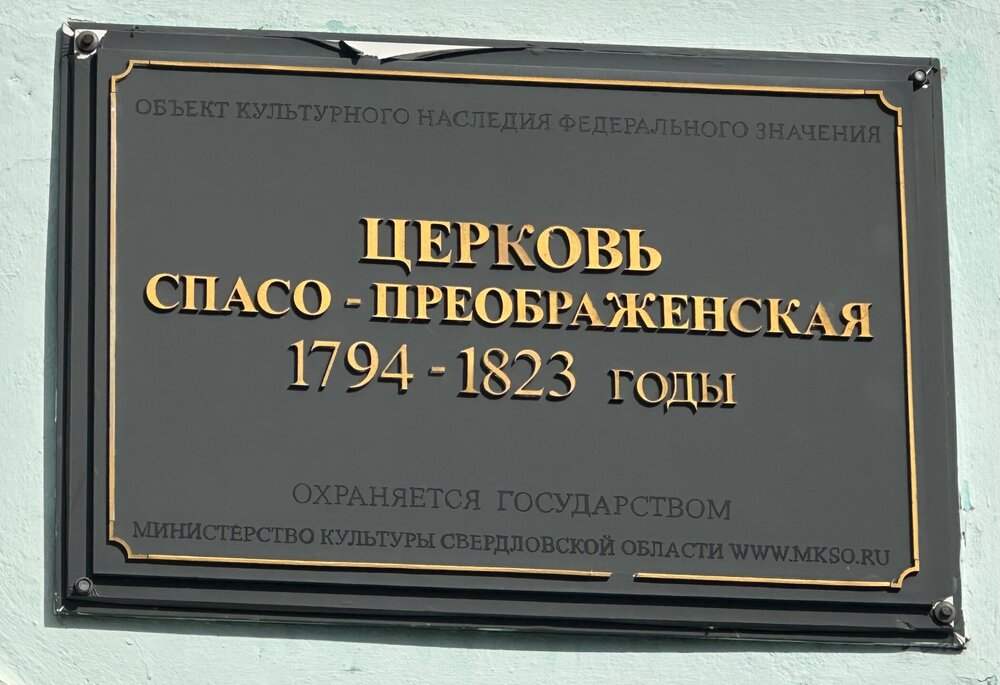 ОБЪЕКТ КУЛЬТУРНОГО НАСЛЕДИЯ ФЕДЕРАЛЬНОГО ЗНАЧЕНИЯ
ЦЕРКОВЬ
СПАСО - ПРЕОБРАЖЕНСКАЯ
1794 - 1823 ГОДЫ
ОХРАНЯЕТСЯ ГОСУДАРСТВОМ
МИНИСТЕРСТВО КУЛЬТУРЫ СВЕРДЛОВСКОЙ ОБЛАСТИ WWW.MKSO.RU